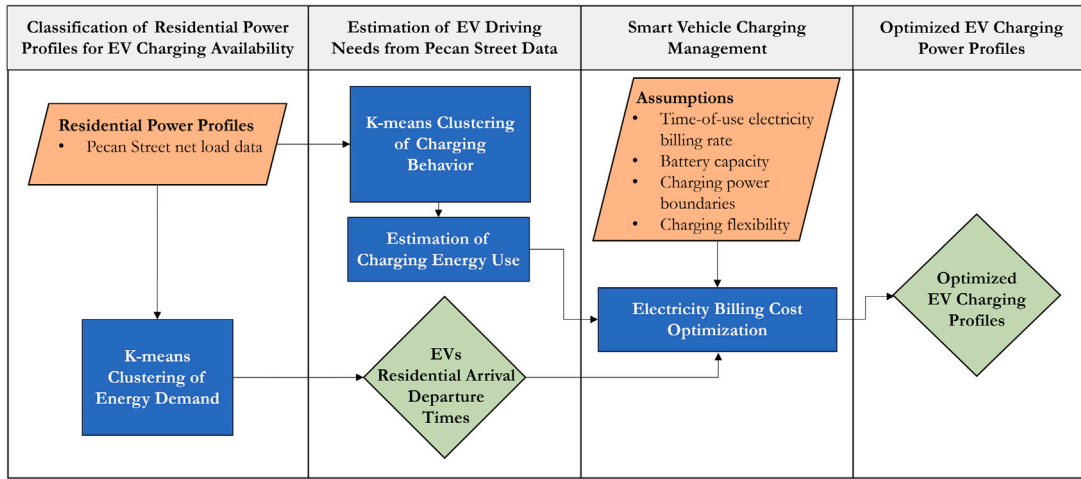 Classification of Residential Power
Profiles for EV Charging Availability
Estimation of EV Driving
Needs from Pecan Street Data
Smart Vehicle Charging
Management
Optimized EV Charging
Power Profiles
Residential Power Profiles
• Pecan Street net load data
K-means Clustering
of Charging
Behavior
Assumptions
• Time-of-use electricity
billing rate
• Battery capacity
• Charging power
boundaries
• Charging flexibility
Estimation of
Charging Energy Use
K-means
Clustering of
Energy Demand
EVs
Residential Arrival
Departure
Times
Electricity Billing Cost
Optimization
Optimized
EV Charging
Profiles